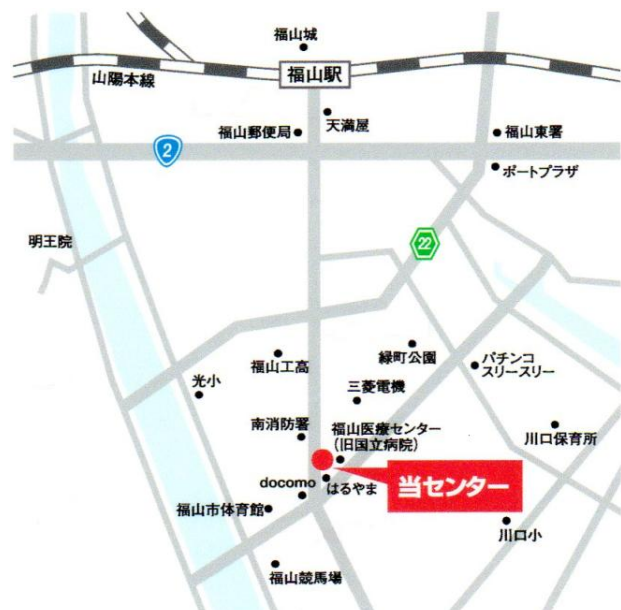 福山城
山陽本線
福山駅
天満屋
福山郵便局
福山東署
2
ポートプラザ
明王院
22
福山工高
緑町公園
パチンコ
スリースリー
光小
三菱電機
南消防署
福山医療センター
(旧国立病院)
川口保育所
docomo
はるやま
当センター
福山市体育館
川口小
福山競馬場